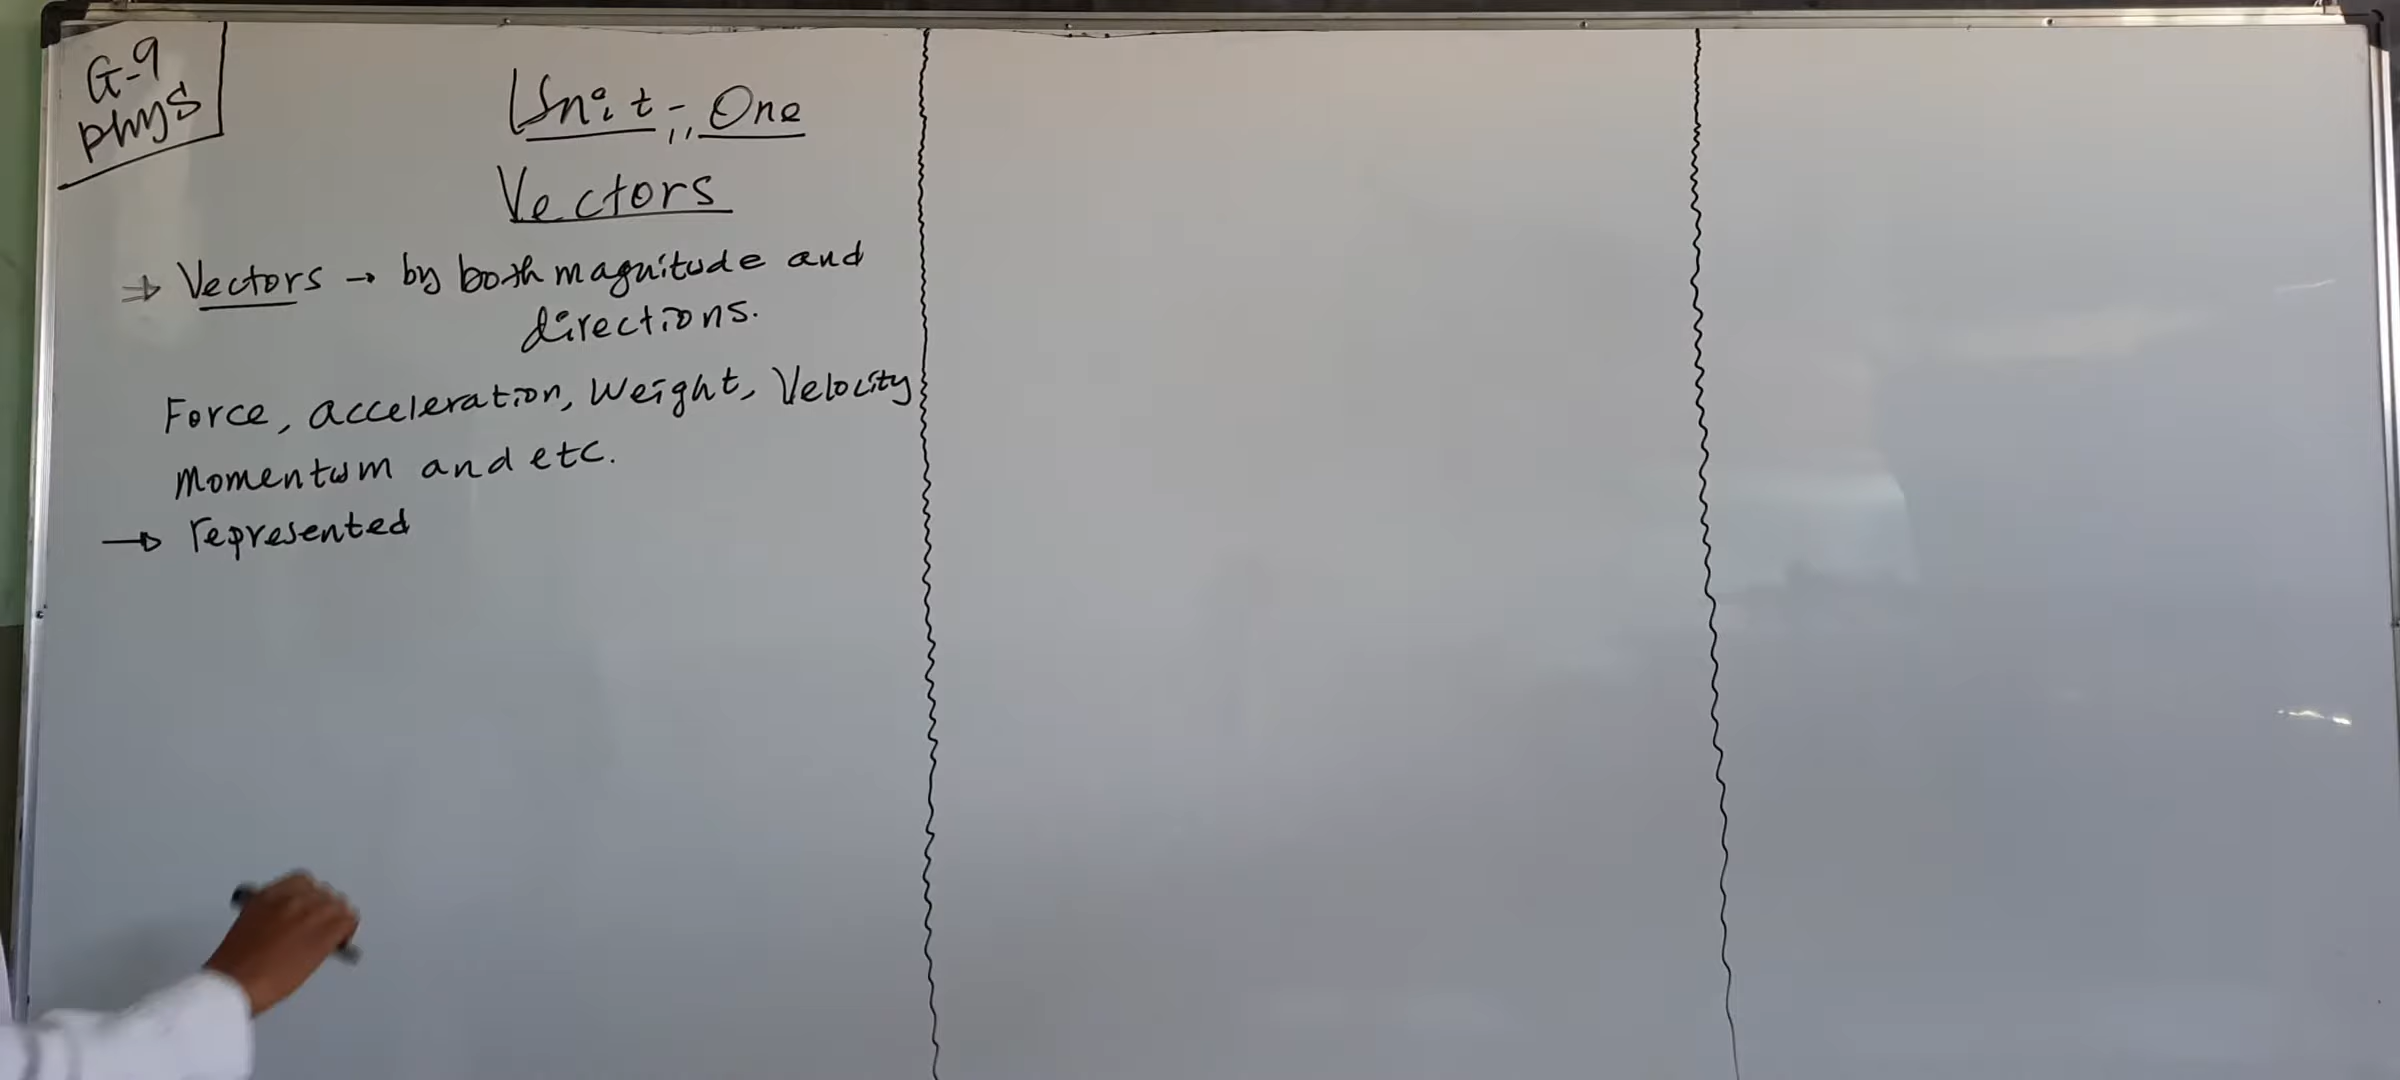 G-9
phys
Unit-,, One
Vectors
⇒ Vectors → by both magnitude and
directions.
Force, acceleration, Weight, Velocity
Momentum and etc.
→ represented